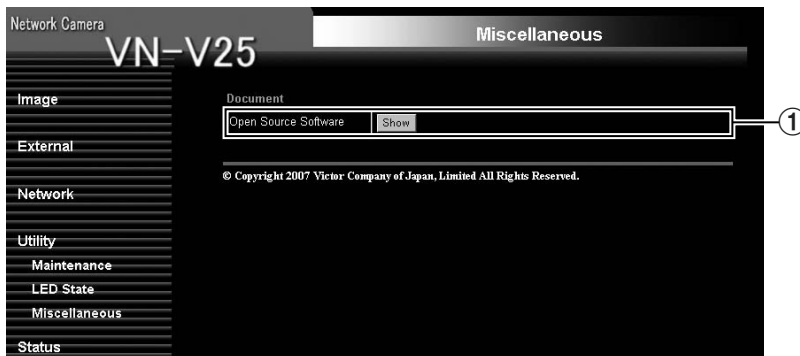 Network Camera
VN-V25
Miscellaneous
Image
External
Network
Utility
Maintenance
LED State
Miscellaneous
Status
Document
Open Source Software
Show
1
© Copyright 2007 Victor Company of Japan, Limited All Rights Reserved.